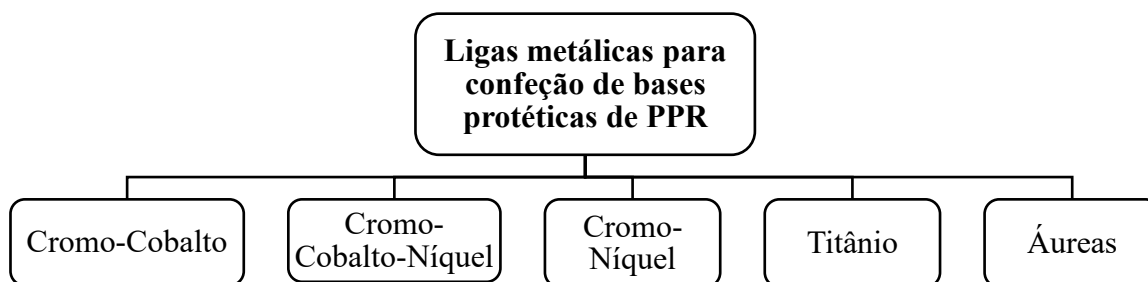 Ligas metálicas para
confeção de bases
protéticas de PPR
Cromo-Cobalto
Cromo-
Cobalto-Níquel
Cromo-
Níquel
Titânio
Áureas